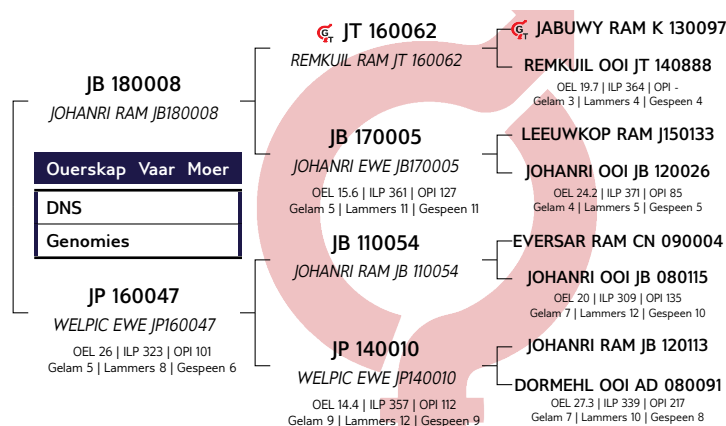 JB 180008
JOHANRI RAM JB180008
Ouerskap Vaar Moer
DNS
Genomies
JP 160047
WELPIC EWE JP160047
OEL 26 | ILP 323 | OPI 101
Gelam 5 | Lammers 8 | Gespeen 6
GT JT 160062
REMKUIL RAM JT 160062
JB 170005
JOHANRI EWE JB170005
OEL 15.6 | ILP 361 | OPI 127
Gelam 5 | Lammers 11 | Gespeen 11
JB 110054
JOHANRI RAM JB 110054
JP 140010
WELPIC EWE JP140010
OEL 14.4 | ILP 357 | OPI 112
Gelam 9 | Lammers 12 | Gespeen 9
GT JABUWY RAM K 130097
REMKUIL OOI JT 140888
OEL 19.7 | ILP 364 | OPI -
Gelam 3 | Lammers 4 | Gespeen 4
LEEUWKOP RAM J150133
JOHANRI OOI JB 120026
OEL 24.2 | ILP 371 | OPI 85
Gelam 4 | Lammers 5 | Gespeen 5
EVERSAR RAM CN 090004
JOHANRI OOI JB 080115
OEL 20 | ILP 309 | OPI 135
Gelam 7 | Lammers 12 | Gespeen 10
JOHANRI RAM JB 120113
DORMEHL OOI AD 080091
OEL 27.3 | ILP 339 | OPI 217
Gelam 7 | Lammers 10 | Gespeen 8